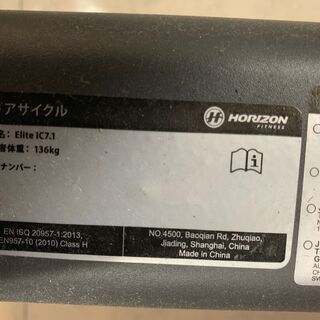 アサイクル
HORIZON
FITNESS
名: Elite iC7.1
者体重: 136kg
ナンバー:
EN ISO 20957-1:2013,
EN957-10 (2010) Class H
NO.4500, Baoqian Rd, Zhuqiao,
Jiading, Shanghai, China
Made in China